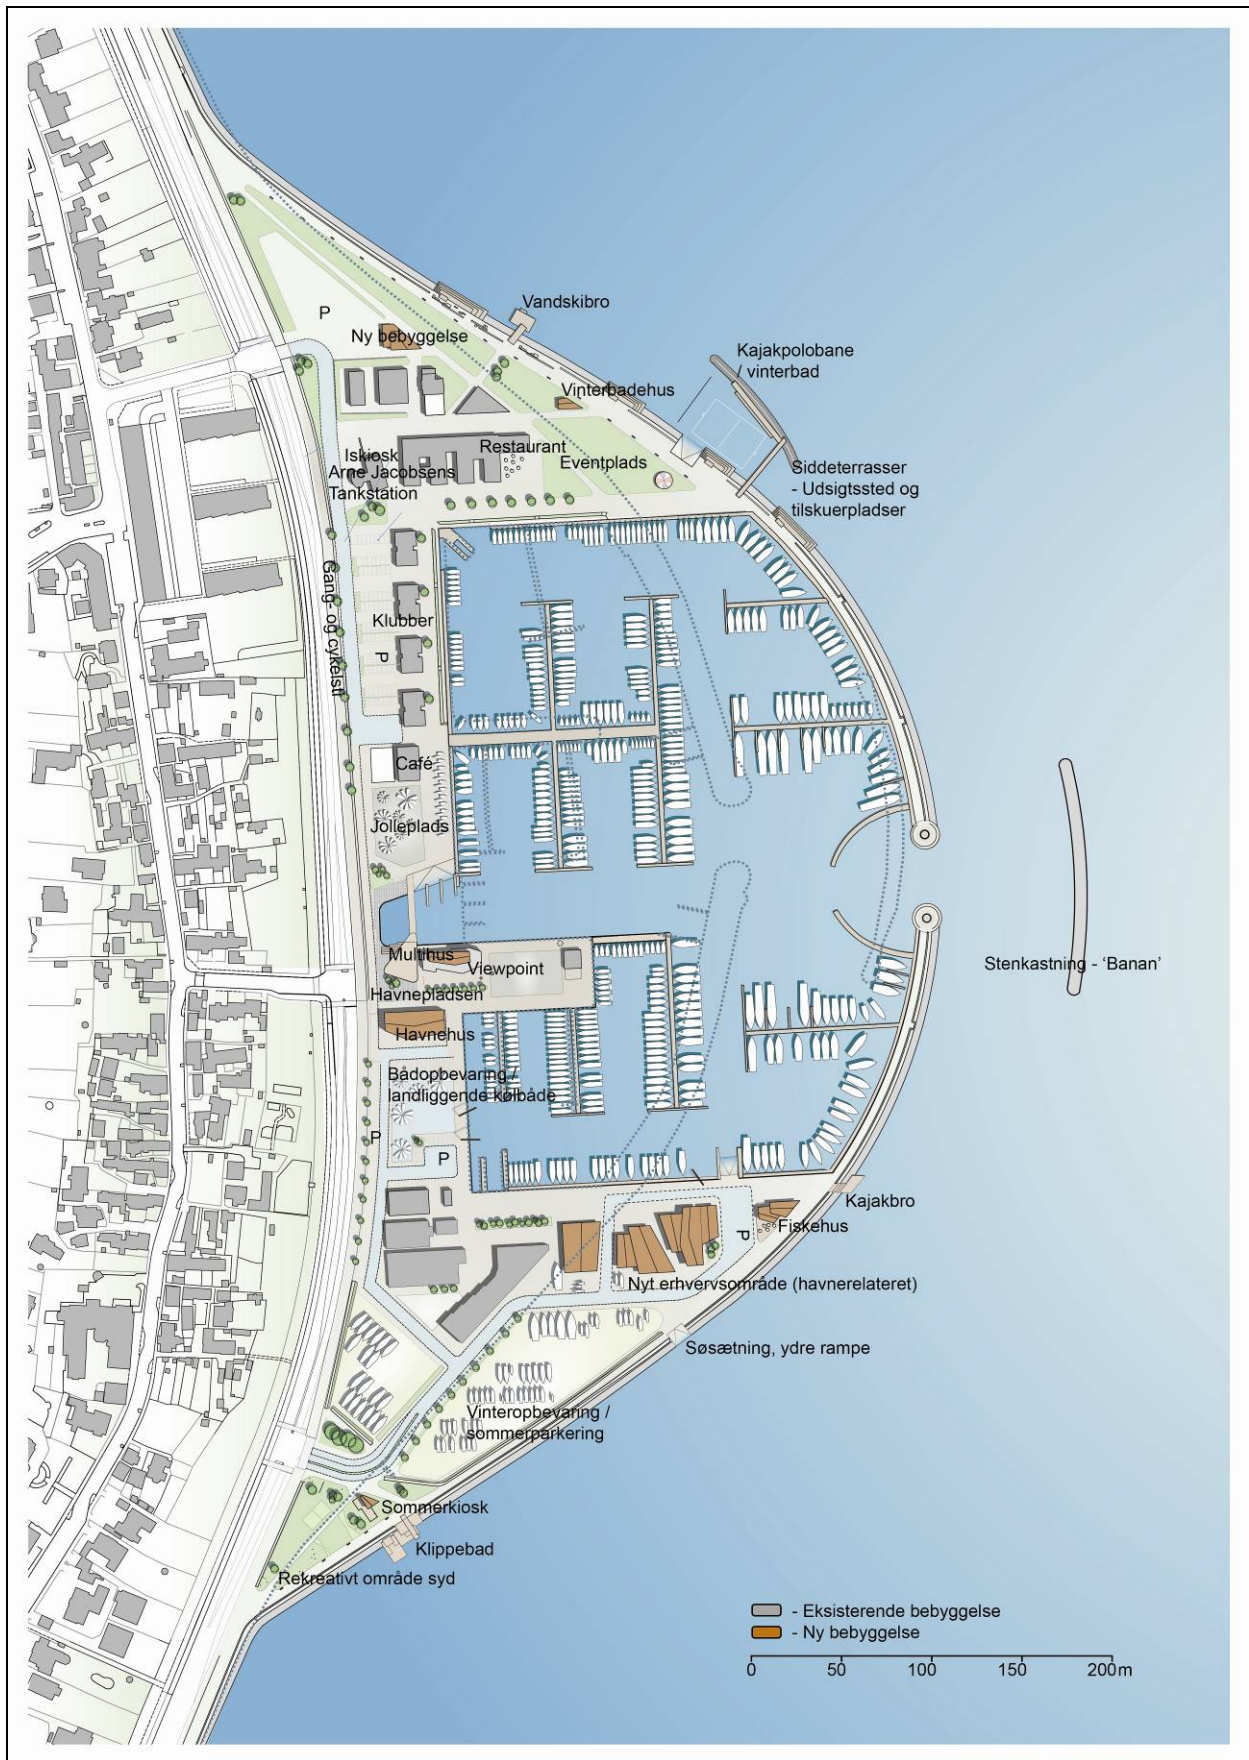 Vandskibro
P
Ny bebyggelse
Kajakpolobane
/ vinterbad
Vinterbadehus
Restaurant
Iskiosk
Eventplads
Arne Jacobsens
Tankstation
Siddeterrasser
- Udsigtssted og
tilskuerpladser
Gang- og cykelsti
Klubber
P
Café
Jolleplads
Multihus
Viewpoint
Stenkastning - 'Banan'
Havnepladsen
Havnehus
Bådopbevaring /
landliggende kølbåde
P
P
Kajakbro
Fiskehus
P
Nyt erhvervsområde (havnerelateret)
Søsætning, ydre rampe
Vinteropbevaring /
sommerparkering
Sommerkiosk
Klippebad
Rekreativt område syd
- Eksisterende bebyggelse
- Ny bebyggelse
0 50 100 150 200m